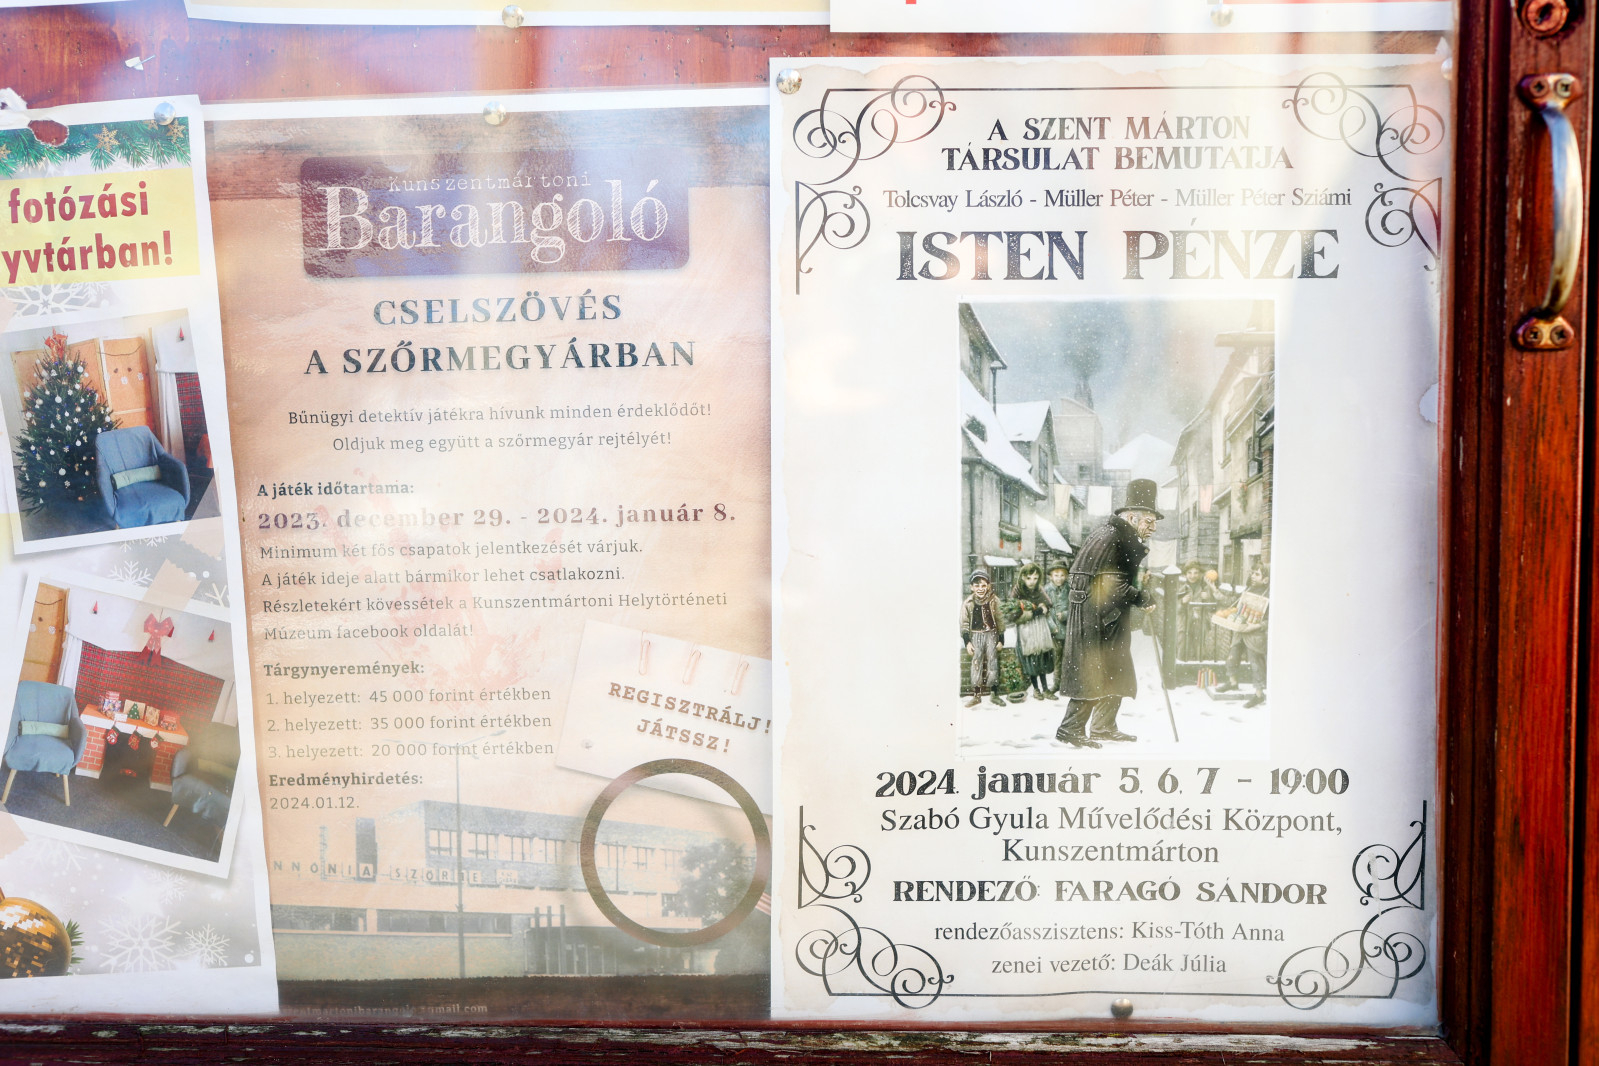 fotózási
yvtárban!
Kunszentmártoni
Barangoló
CSELSZÖVÉS
A SZŐRMEGYÁRBAN
Bűnügyi detektív játékra hívunk minden érdeklődőt!
Oldjuk meg együtt a szőrmegyár rejtélyét!
A játék időtartama:
2023. december 29. - 2024. január 8.
Minimum két fős csapatok jelentkezését várjuk.
A játék ideje alatt bármikor lehet csatlakozni.
Részletekért kövessétek a Kunszentmártoni Helytörténeti
Múzeum facebook oldalát!
Tárgynyeremények:
1. helyezett: 45 000 forint értékben
2. helyezett: 35 000 forint értékben
3. helyezett: 20 000 forint értékben
Eredményhirdetés:
2024.01.12.
REGISZTRÁLJ!
JÁTSSZ!
NNÓNIA SZŐRME
A SZENT MÁRTON
TÁRSULAT BEMUTATJA
Tolcsvay László - Müller Péter - Müller Péter Sziámi
ISTEN PÉNZE
2024. január 5, 6, 7 - 19:00
Szabó Gyula Művelődési Központ,
Kunszentmárton
RENDEZŐ: FARAGÓ SÁNDOR
rendezőasszisztens: Kiss-Tóth Anna
zenei vezető: Deák Júlia